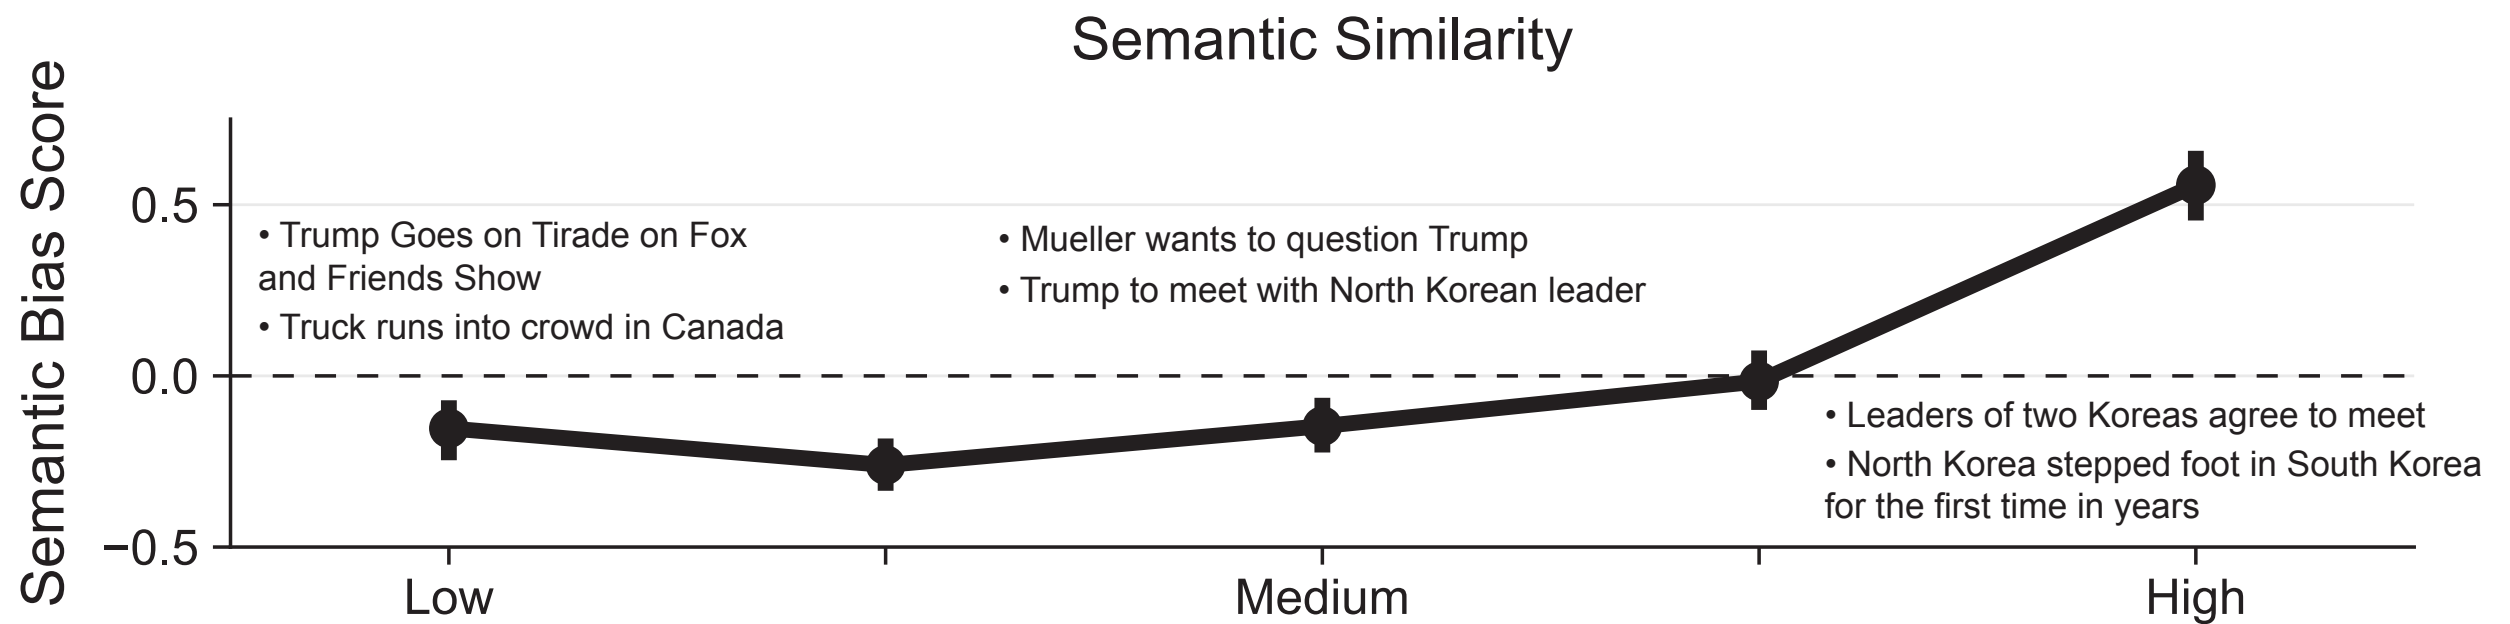 Semantic Similarity
Semantic Bias Score
0.5
0.0
−0.5
• Trump Goes on Tirade on Fox
and Friends Show
• Truck runs into crowd in Canada
• Mueller wants to question Trump
• Trump to meet with North Korean leader
• Leaders of two Koreas agree to meet
• North Korea stepped foot in South Korea
for the first time in years
Low
Medium
High